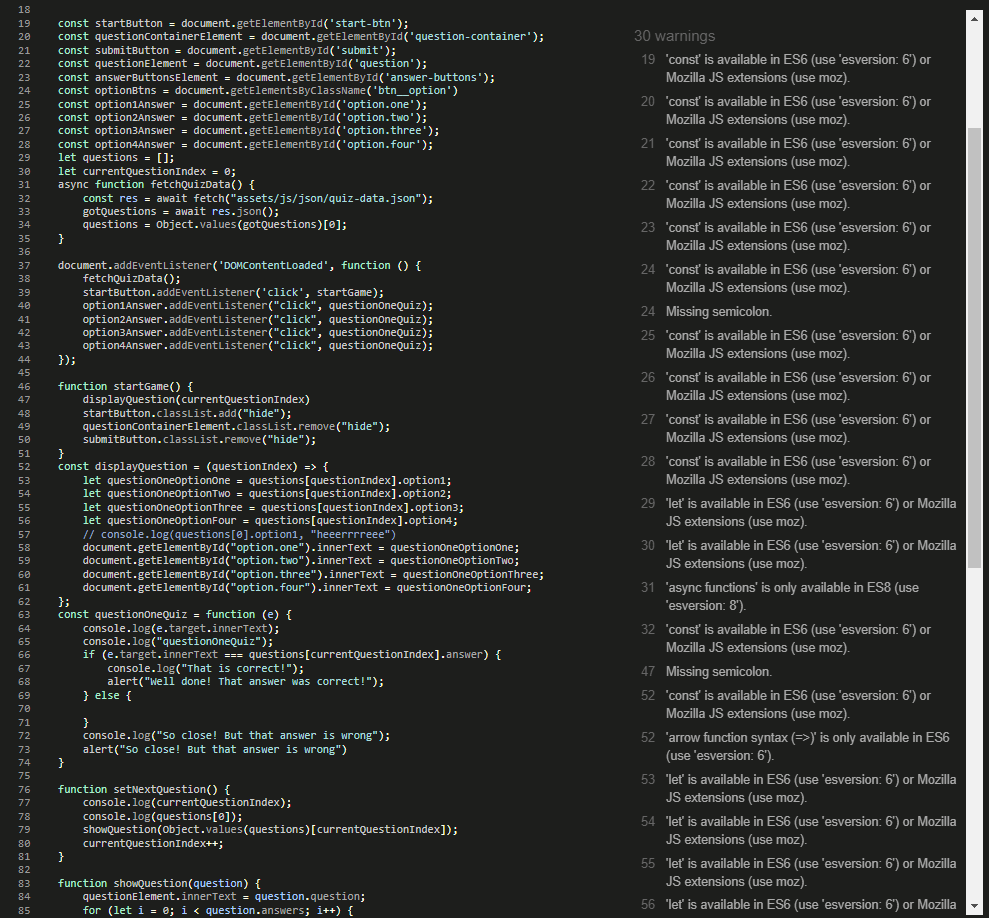 18
19 const startButton = document.getElementById('start-btn');
20 const questionContainerElement = document.getElementById('question-container');
21 const submitButton = document.getElementById('submit');
22 const questionElement = document.getElementById('question');
23 const answerButtonsElement = document.getElementById('answer-buttons');
24 const optionBtns = document.getElementsByClassName('btn__option')
25 const option1Answer = document.getElementById('option.one');
26 const option2Answer = document.getElementById('option.two');
27 const option3Answer = document.getElementById('option.three');
28 const option4Answer = document.getElementById('option.four');
29 let questions = [];
30 let currentQuestionIndex = 0;
31 async function fetchQuizData() {
32 const res = await fetch("assets/js/json/quiz-data.json");
33 gotQuestions = await res.json();
34 questions = Object.values(gotQuestions)[0];
35 }
36
37 document.addEventListener('DOMContentLoaded', function () {
38 fetchQuizData();
39 startButton.addEventListener('click', startGame);
40 option1Answer.addEventListener("click", questionOneQuiz);
41 option2Answer.addEventListener("click", questionOneQuiz);
42 option3Answer.addEventListener("click", questionOneQuiz);
43 option4Answer.addEventListener("click", questionOneQuiz);
44 });
45
46 function startGame() {
47 displayQuestion(currentQuestionIndex)
48 startButton.classList.add("hide");
49 questionContainerElement.classList.remove("hide");
50 submitButton.classList.remove("hide");
51 }
52 const displayQuestion = (questionIndex) => {
53 let questionOneOptionOne = questions[questionIndex].option1;
54 let questionOneOptionTwo = questions[questionIndex].option2;
55 let questionOneOptionThree = questions[questionIndex].option3;
56 let questionOneOptionFour = questions[questionIndex].option4;
57 // console.log(questions[0].option1, "heeerrrreee")
58 document.getElementById("option.one").innerText = questionOneOptionOne;
59 document.getElementById("option.two").innerText = questionOneOptionTwo;
60 document.getElementById("option.three").innerText = questionOneOptionThree;
61 document.getElementById("option.four").innerText = questionOneOptionFour;
62 };
63 const questionOneQuiz = function (e) {
64 console.log(e.target.innerText);
65 console.log("questionOneQuiz");
66 if (e.target.innerText === questions[currentQuestionIndex].answer) {
67 console.log("That is correct!");
68 alert("Well done! That answer was correct!");
69 } else {
70
71 }
72 console.log("So close! But that answer is wrong");
73 alert("So close! But that answer is wrong")
74 }
75
76 function setNextQuestion() {
77 console.log(currentQuestionIndex);
78 console.log(questions[0]);
79 showQuestion(Object.values(questions)[currentQuestionIndex]);
80 currentQuestionIndex++;
81 }
82
83 function showQuestion(question) {
84 questionElement.innerText = question.question;
85 for (let i = 0; i < question.answers; i++) {
30 warnings
19 'const' is available in ES6 (use 'esversion: 6') or
Mozilla JS extensions (use moz).
20 'const' is available in ES6 (use 'esversion: 6') or
Mozilla JS extensions (use moz).
21 'const' is available in ES6 (use 'esversion: 6') or
Mozilla JS extensions (use moz).
22 'const' is available in ES6 (use 'esversion: 6') or
Mozilla JS extensions (use moz).
23 'const' is available in ES6 (use 'esversion: 6') or
Mozilla JS extensions (use moz).
24 'const' is available in ES6 (use 'esversion: 6') or
Mozilla JS extensions (use moz).
24 Missing semicolon.
25 'const' is available in ES6 (use 'esversion: 6') or
Mozilla JS extensions (use moz).
26 'const' is available in ES6 (use 'esversion: 6') or
Mozilla JS extensions (use moz).
27 'const' is available in ES6 (use 'esversion: 6') or
Mozilla JS extensions (use moz).
28 'const' is available in ES6 (use 'esversion: 6') or
Mozilla JS extensions (use moz).
29 'let' is available in ES6 (use 'esversion: 6') or Mozilla
JS extensions (use moz).
30 'let' is available in ES6 (use 'esversion: 6') or Mozilla
JS extensions (use moz).
31 'async functions' is only available in ES8 (use
'esversion: 8').
32 'const' is available in ES6 (use 'esversion: 6') or
Mozilla JS extensions (use moz).
47 Missing semicolon.
52 'const' is available in ES6 (use 'esversion: 6') or
Mozilla JS extensions (use moz).
52 'arrow function syntax (=>)' is only available in ES6
(use 'esversion: 6').
53 'let' is available in ES6 (use 'esversion: 6') or Mozilla
JS extensions (use moz).
54 'let' is available in ES6 (use 'esversion: 6') or Mozilla
JS extensions (use moz).
55 'let' is available in ES6 (use 'esversion: 6') or Mozilla
JS extensions (use moz).
56 'let' is available in ES6 (use 'esversion: 6') or Mozilla